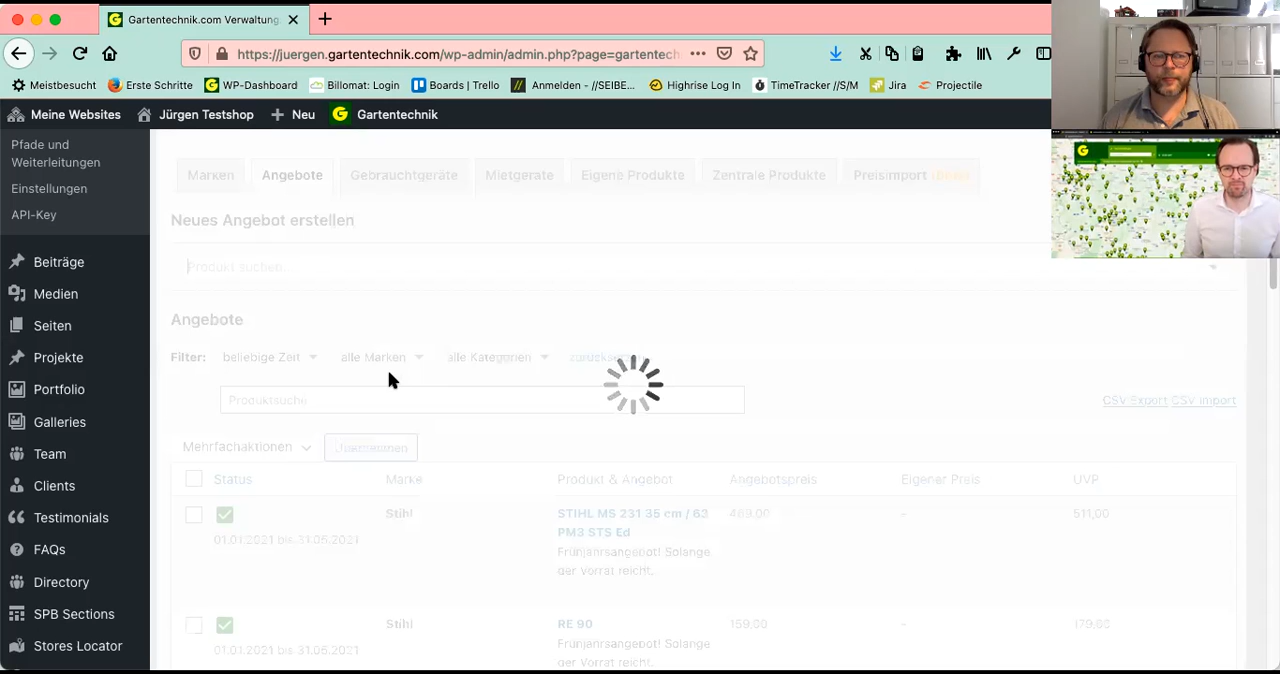 Gartentechnik.com Verwaltung
https://juergen.gartentechnik.com/wp-admin/admin.php?page=gartentech
Meistbesucht
Erste Schritte
WP-Dashboard
Billomat: Login
Boards | Trello
Anmelden - //SEIBE...
Highrise Log In
TimeTracker //S/M
Jira
Projectile
Meine Websites
Jürgen Testshop
Neu
Gartentechnik
Pfade und
Weiterleitungen
Einstellungen
API-Key
Beiträge
Medien
Seiten
Projekte
Portfolio
Galleries
Team
Clients
Testimonials
FAQs
Directory
SPB Sections
Stores Locator
Marken
Angebote
Eigene Produkte
Zentrale Produkte
Preisimport
Neues Angebot erstellen
Produkt suchen...
Angebote
Filter:
beliebige Zeit
alle Marken
alle Kategorien
Produktsuche
CSV Export CSV Import
Mehrfachaktionen
Übernehmen
Status
Marke
Produkt & Angebot
Angebotspreis
Eigener Preis
UVP
Stihl
STIHL MS 231 35 cm / 63
PM3 STS Ed
469,00
–
511,00
01.01.2021 bis 31.05.2021
Frühjahrsangebot! Solange
der Vorrat reicht.
Stihl
RE 90
159,00
–
179,00
01.01.2021 bis 31.05.2021
Frühjahrsangebot! Solange
der Vorrat reicht.